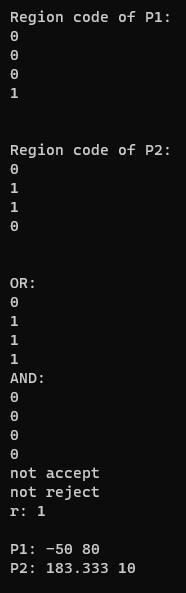 Region code of P1:
0
0
0
1
Region code of P2:
0
1
1
0
OR:
0
1
1
1
AND:
0
0
0
0
not accept
not reject
r: 1
P1: -50 80
P2: 183.333 10